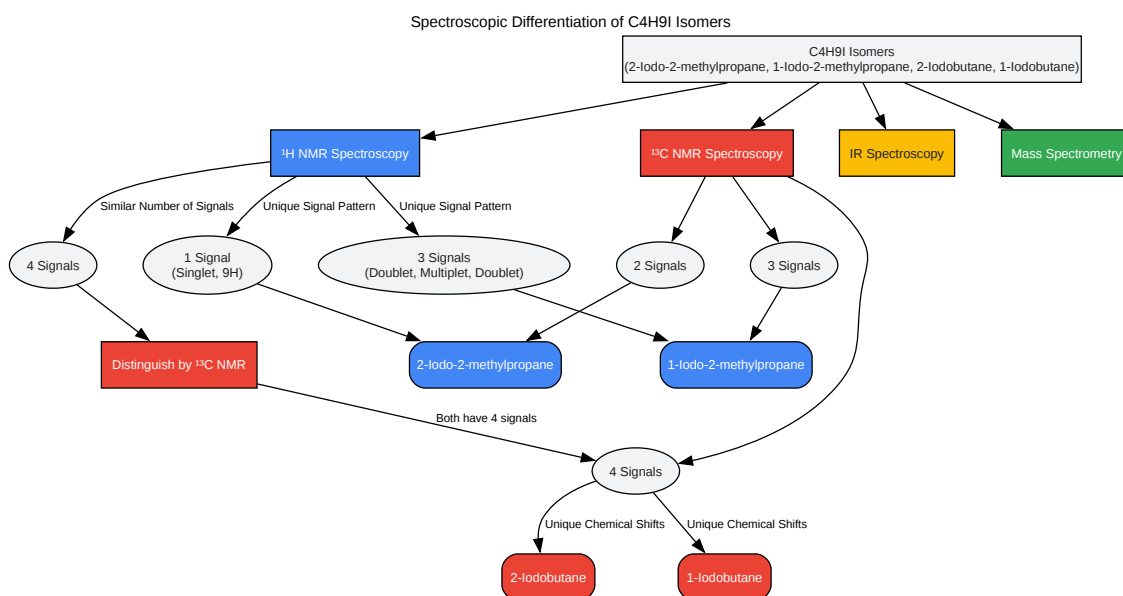 Spectroscopic Differentiation of C4H9I Isomers
C4H9I Isomers
(2-Iodo-2-methylpropane, 1-Iodo-2-methylpropane, 2-Iodobutane, 1-Iodobutane)
¹H NMR Spectroscopy
¹³C NMR Spectroscopy
IR Spectroscopy
Mass Spectrometry
Similar Number of Signals
Unique Signal Pattern
Unique Signal Pattern
4 Signals
1 Signal
(Singlet, 9H)
3 Signals
(Doublet, Multiplet, Doublet)
2 Signals
3 Signals
Distinguish by ¹³C NMR
2-Iodo-2-methylpropane
1-Iodo-2-methylpropane
Both have 4 signals
4 Signals
Unique Chemical Shifts
Unique Chemical Shifts
2-Iodobutane
1-Iodobutane